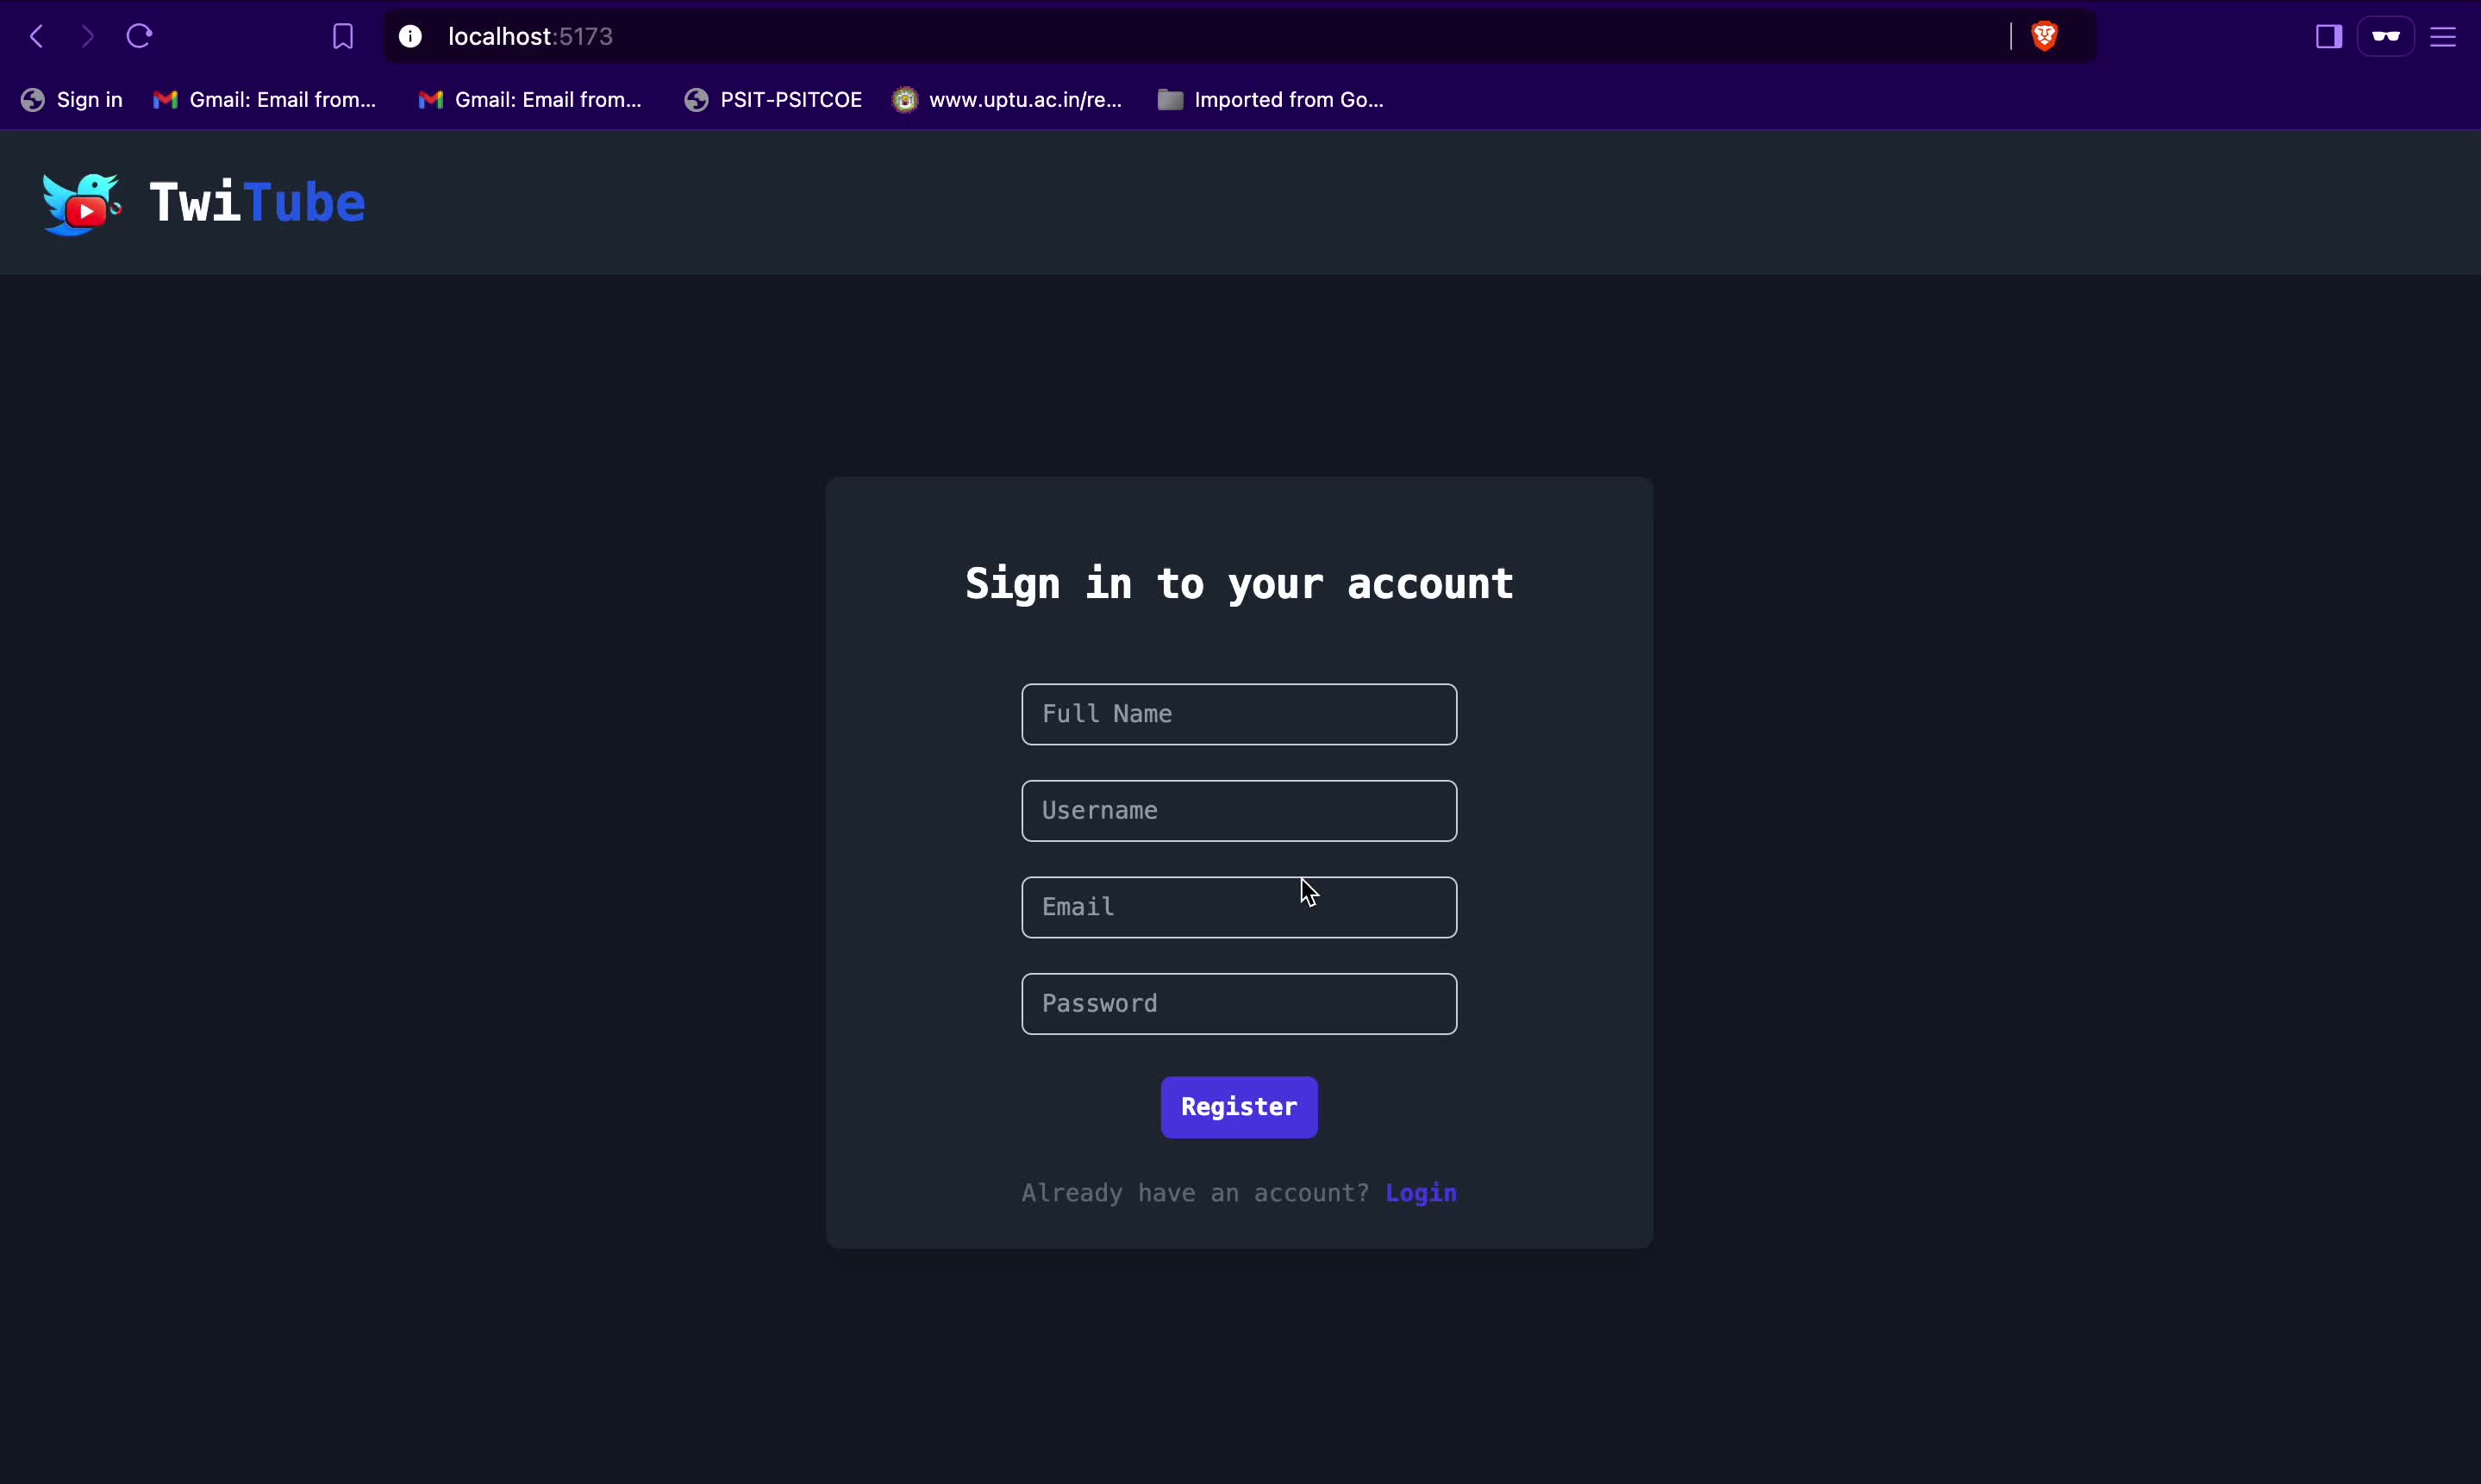 localhost:5173
Sign in
Gmail: Email from...
Gmail: Email from...
PSIT-PSITCOE
www.uptu.ac.in/re...
Imported from Go...
TwiTube
Sign in to your account
Full Name
Username
Email
Password
Register
Already have an account? Login